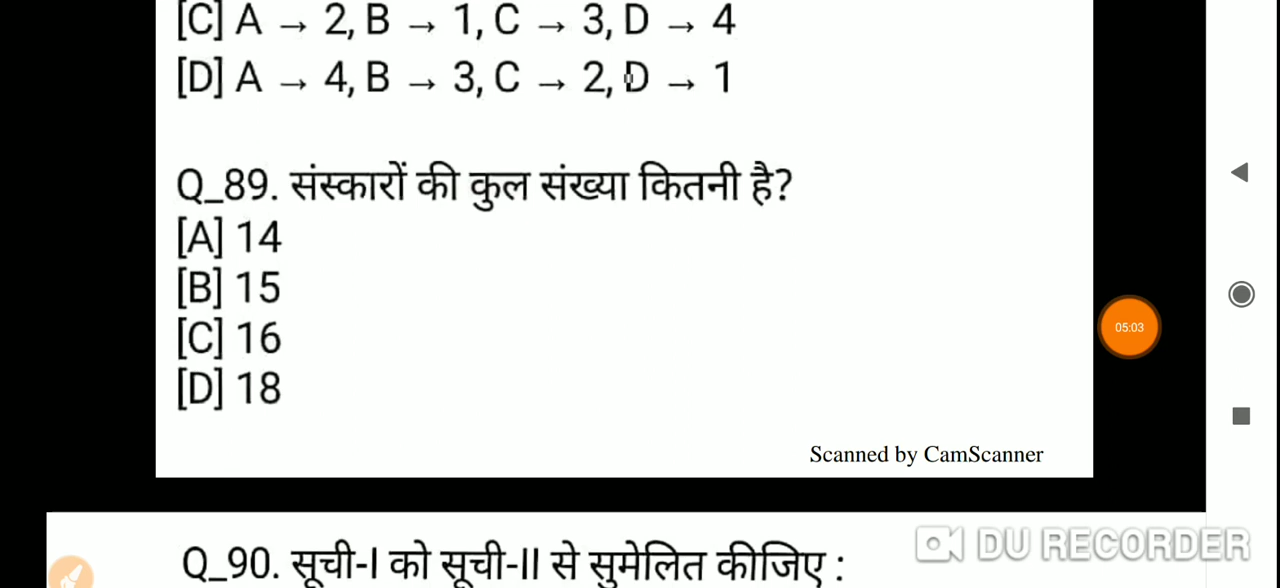 [C] A → 2, B → 1, C → 3, D → 4
[D] A → 4, B → 3, C → 2, D → 1
Q_89. संस्कारों की कुल संख्या कितनी है?
[A] 14
[B] 15
[C] 16
[D] 18
05:03
Scanned by CamScanner
DU RECORDER
Q_90. सूची-I को सूची-II से सुमेलित कीजिए :